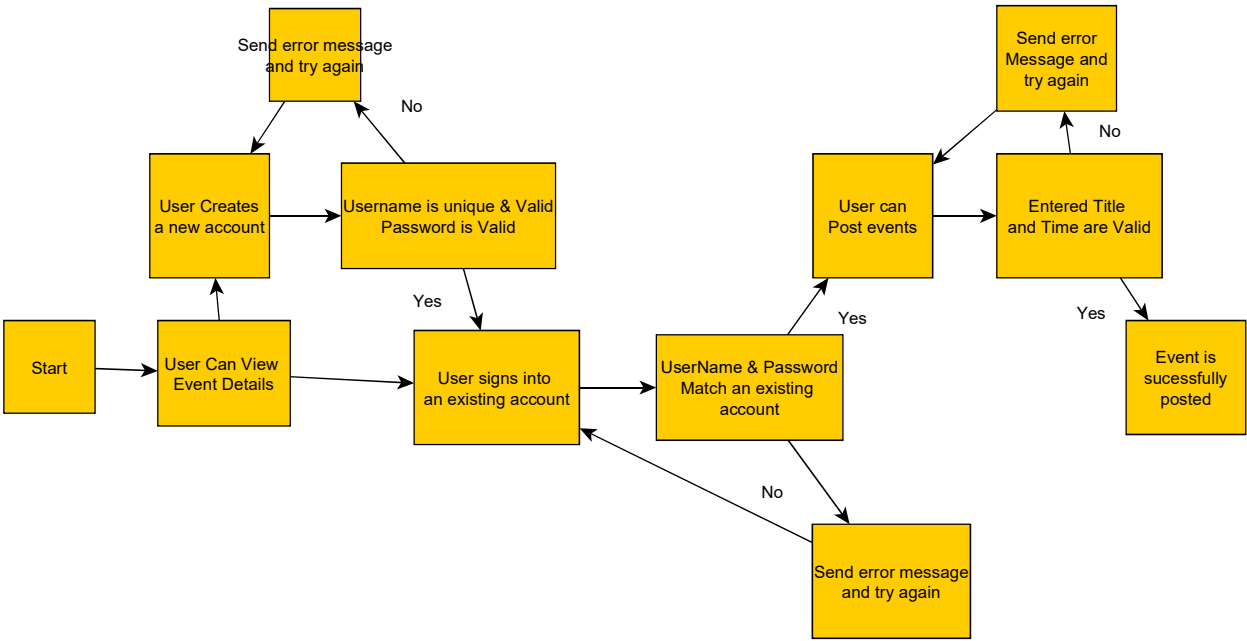 Send error message
and try again
No
User Creates
a new account
Username is unique & Valid
Password is Valid
Yes
Start
User Can View
Event Details
User signs into
an existing account
UserName & Password
Match an existing
account
No
Send error message
and try again
Yes
User can
Post events
Send error
Message and
try again
No
Entered Title
and Time are Valid
Yes
Event is
sucessfully
posted